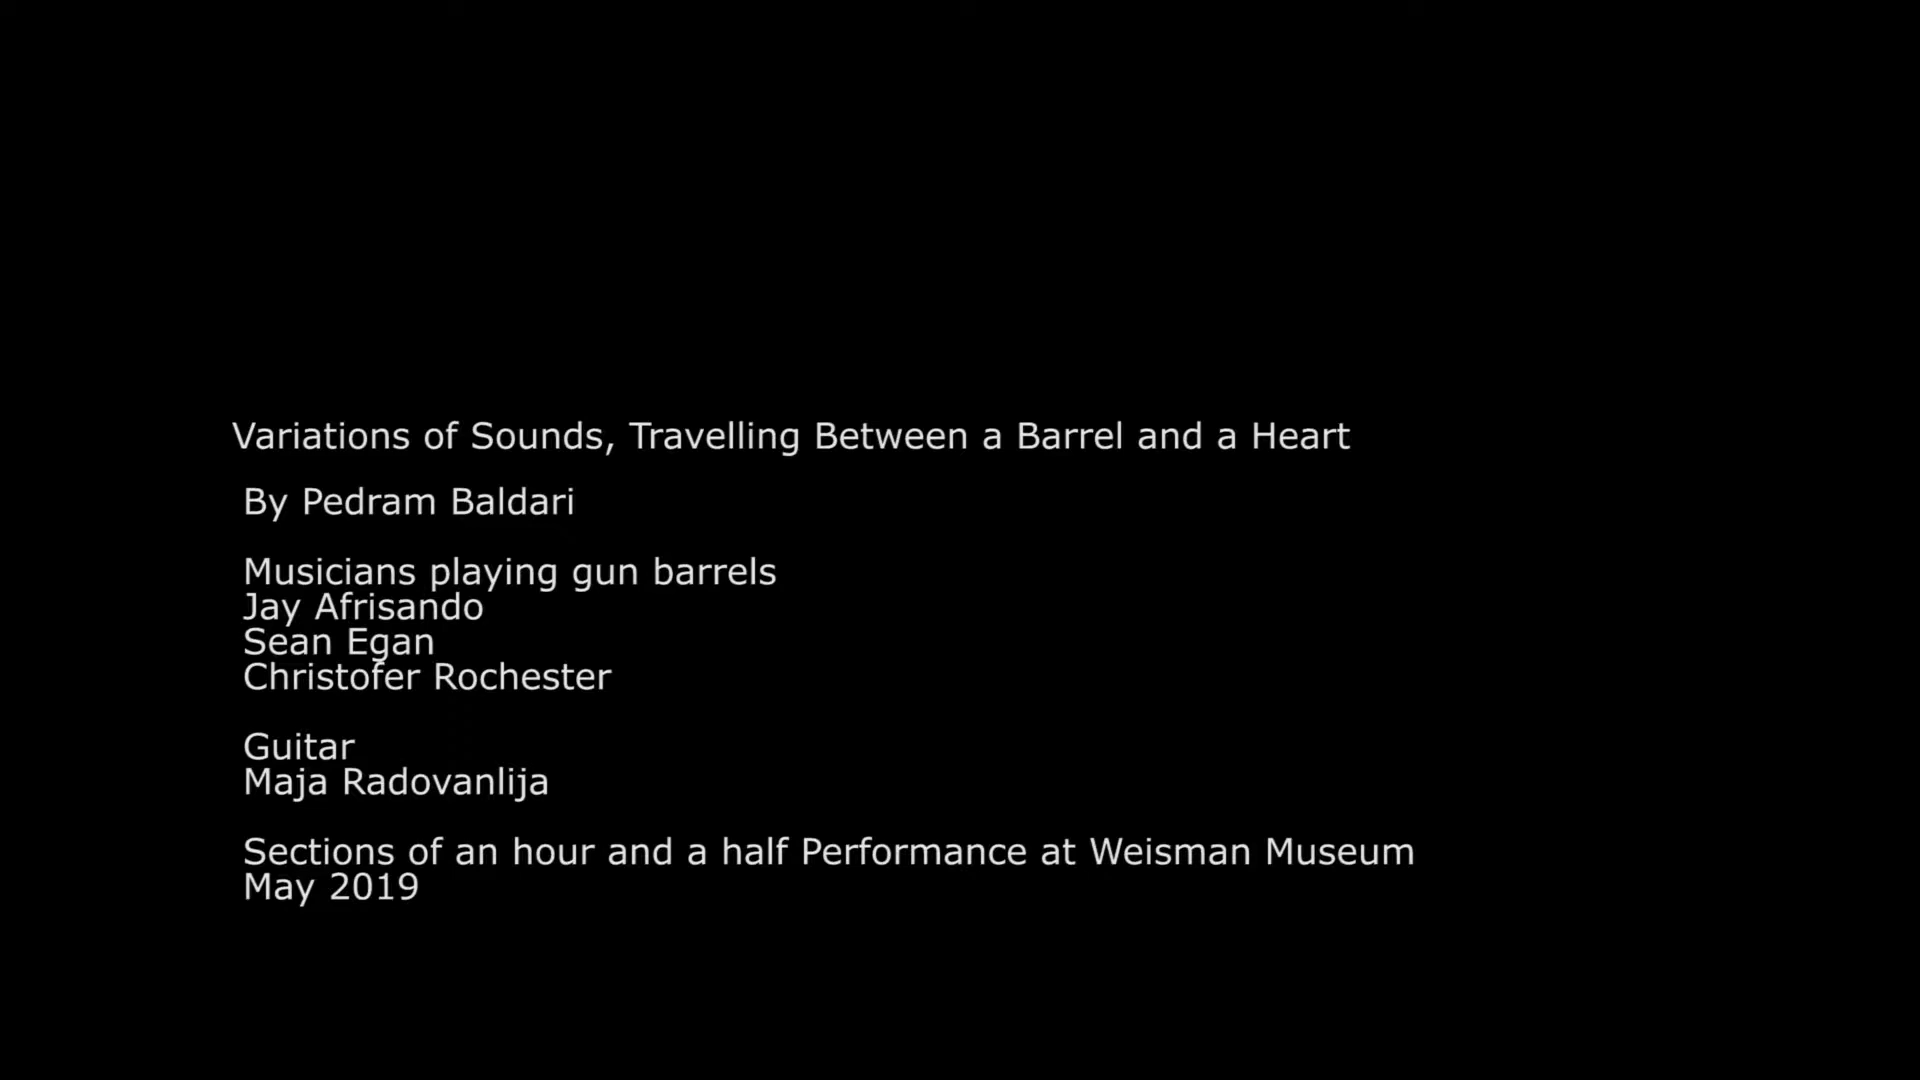 Variations of Sounds, Travelling Between a Barrel and a Heart
By Pedram Baldari
Musicians playing gun barrels
Jay Afrisando
Sean Egan
Christofer Rochester
Guitar
Maja Radovanlija
Sections of an hour and a half Performance at Weisman Museum
May 2019